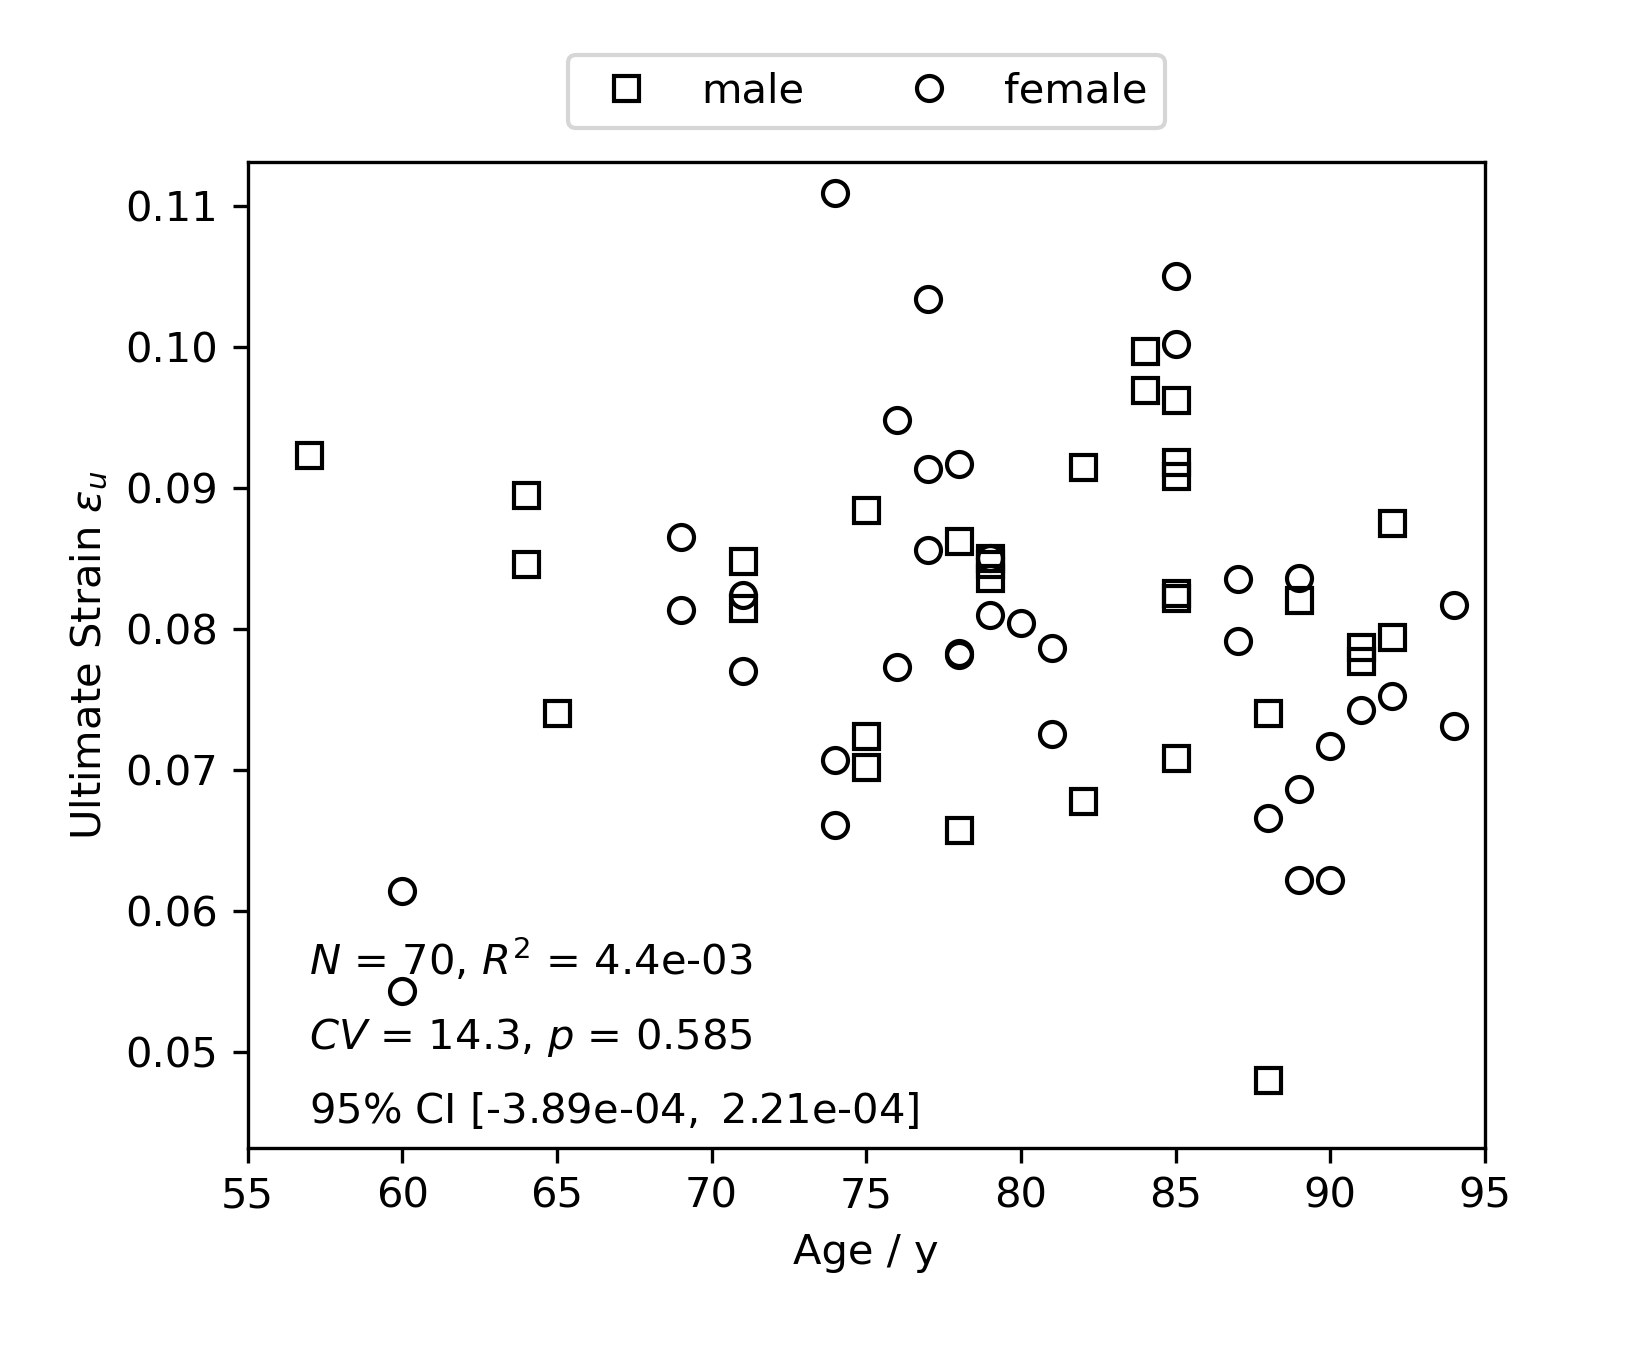 male female
0.11
0.10
0.09
0.08
0.07
0.06
0.05
Ultimate Strain εu
N = 70, R² = 4.4e-03
CV = 14.3, p = 0.585
95% CI [-3.89e-04, 2.21e-04]
55 60 65 70 75 80 85 90 95
Age / y